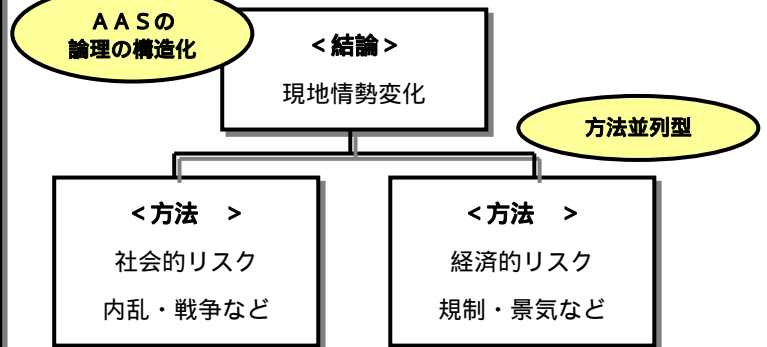 ＡＡＳの
論理の構造化
＜結論＞
現地情勢変化
方法並列型
＜方法　＞
社会的リスク
内乱・戦争など
＜方法　＞
経済的リスク
規制・景気など